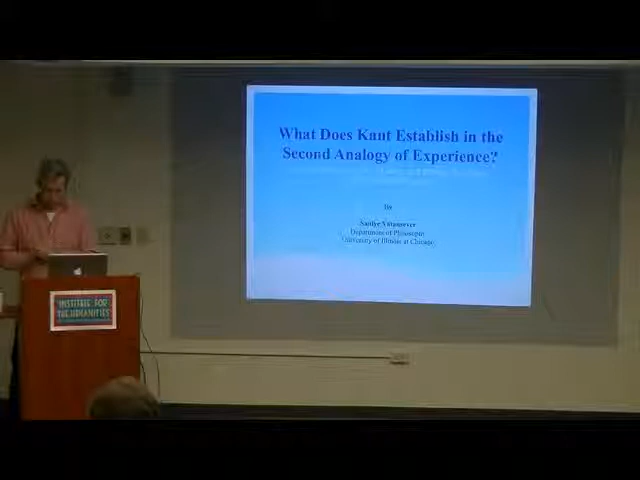 What Does Kant Establish in the
Second Analogy of Experience?
By
Department of Philosophy
University of Illinois at Chicago
INSTITUTE FOR
THE HUMANITIES